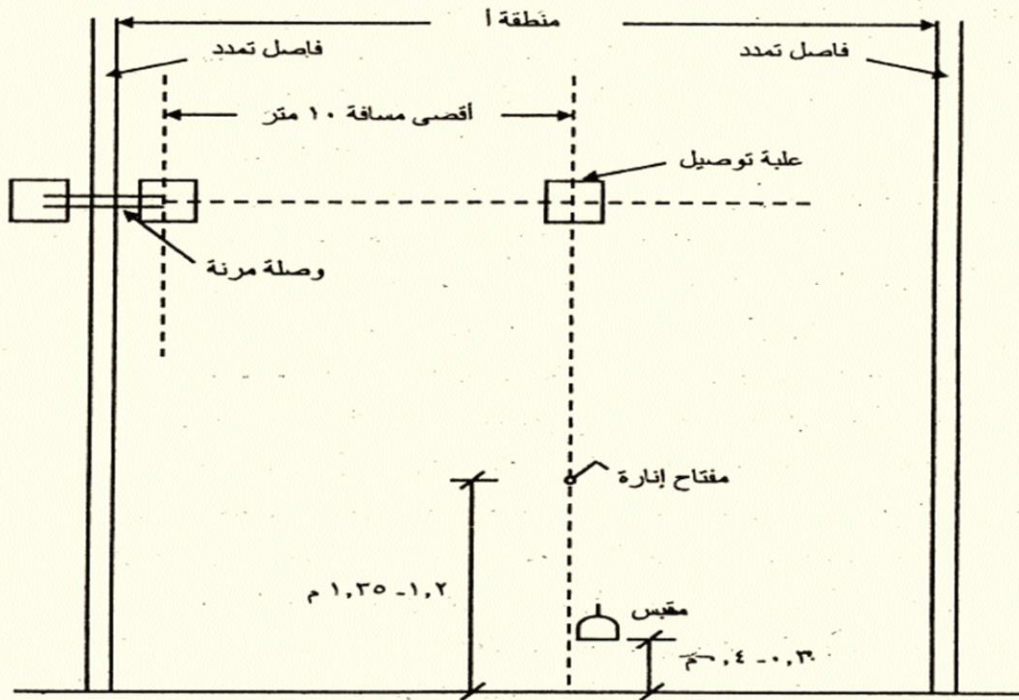 منطقة أ
فاصل تمدد
فاصل تمدد
أقصى مسافة ١٠ متر
علبة توصيل
وصلة مرنة
مفتاح إنارة
١,٢ - ١,٣٥ م
مقبس
٠,٣ - ٠,٤ م